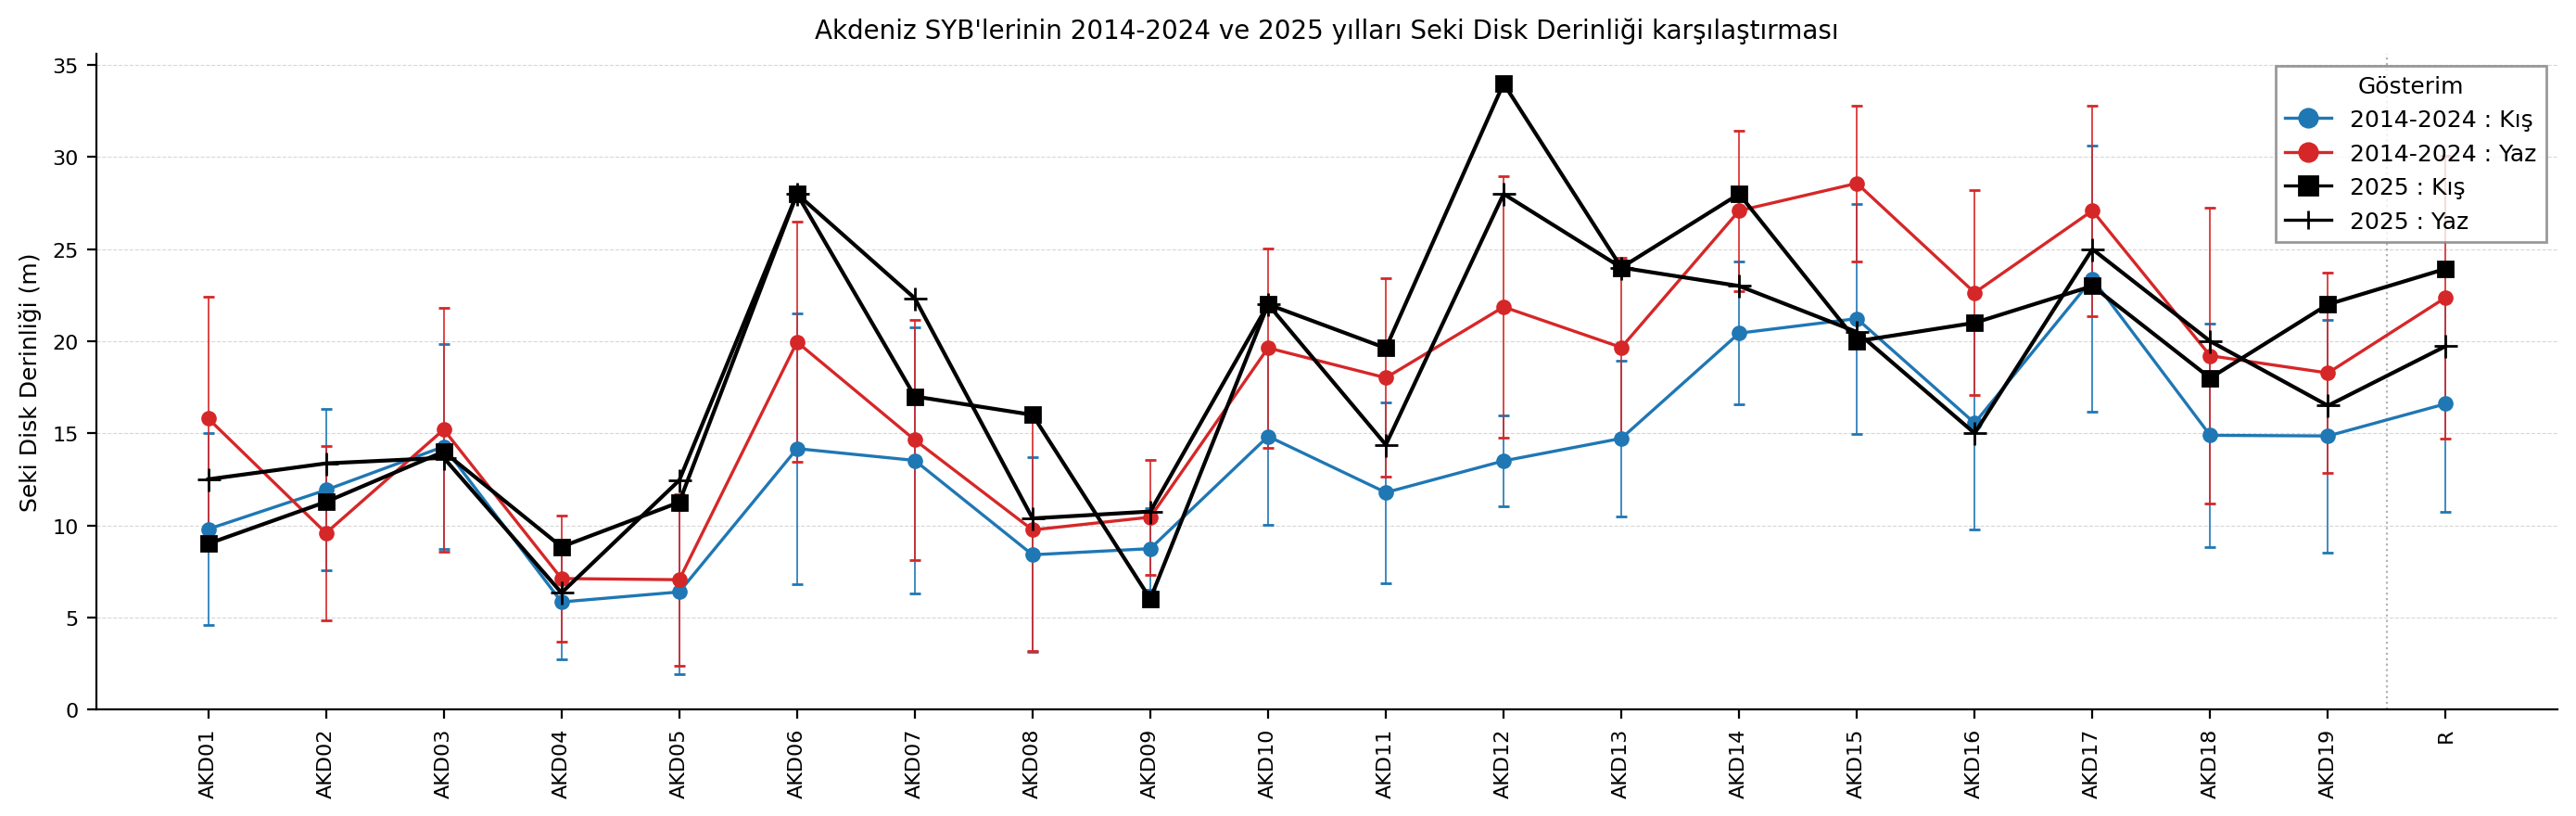 Akdeniz SYB'lerinin 2014-2024 ve 2025 yılları Seki Disk Derinliği karşılaştırması
Seki Disk Derinliği (m)
35
30
25
20
15
10
5
0
Gösterim
2014-2024 : Kış
2014-2024 : Yaz
2025 : Kış
2025 : Yaz
AKD01
AKD02
AKD03
AKD04
AKD05
AKD06
AKD07
AKD08
AKD09
AKD10
AKD11
AKD12
AKD13
AKD14
AKD15
AKD16
AKD17
AKD18
AKD19
R